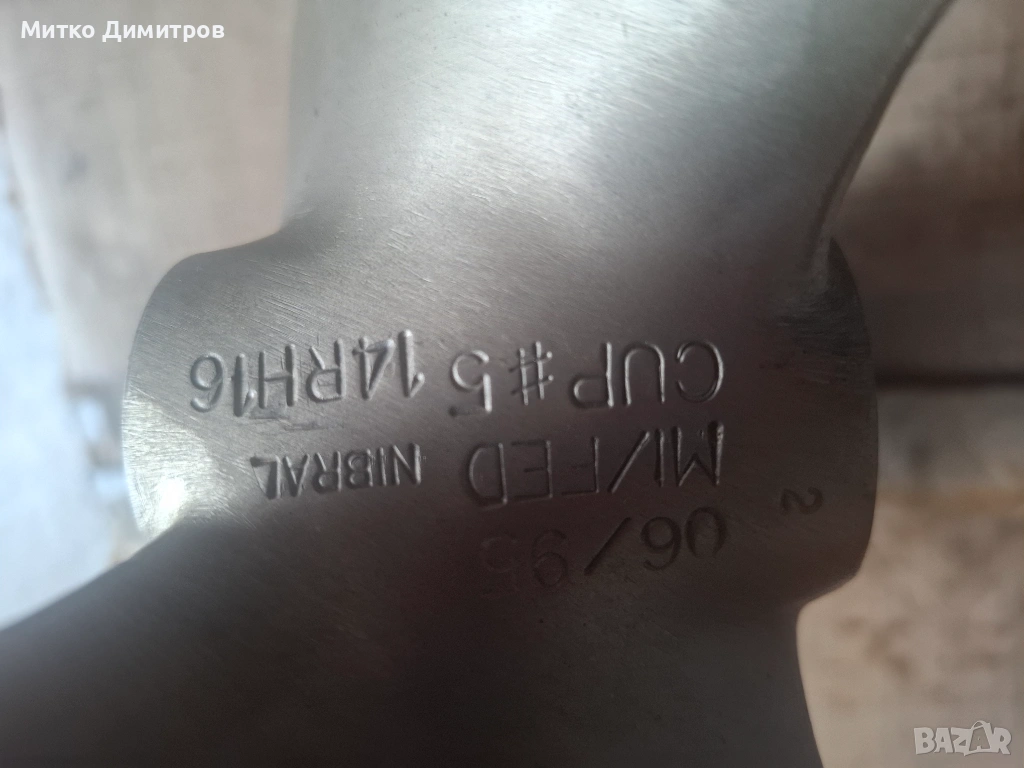 Митко Димитров
2
06/95
MI/FED NIBRAL
CUP #5 14RH16
BAZAR